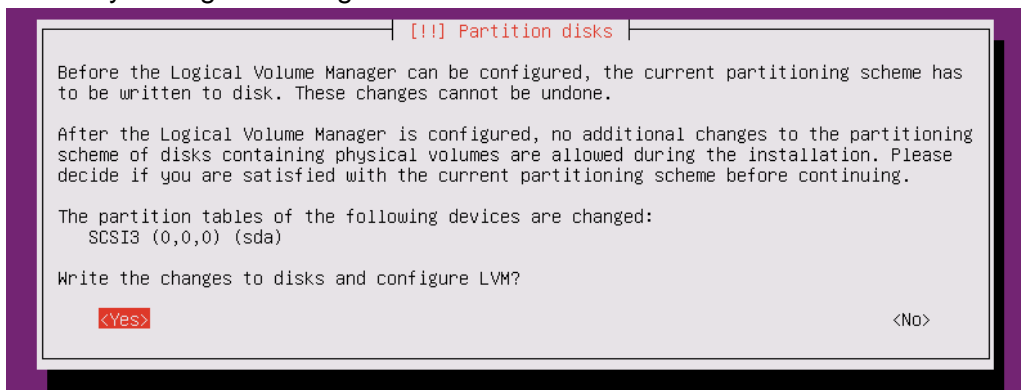 [!!] Partition disks
Before the Logical Volume Manager can be configured, the current partitioning scheme has
to be written to disk. These changes cannot be undone.
After the Logical Volume Manager is configured, no additional changes to the partitioning
scheme of disks containing physical volumes are allowed during the installation. Please
decide if you are satisfied with the current partitioning scheme before continuing.
The partition tables of the following devices are changed:
SCSI3 (0,0,0) (sda)
Write the changes to disks and configure LVM?
<Yes> <No>